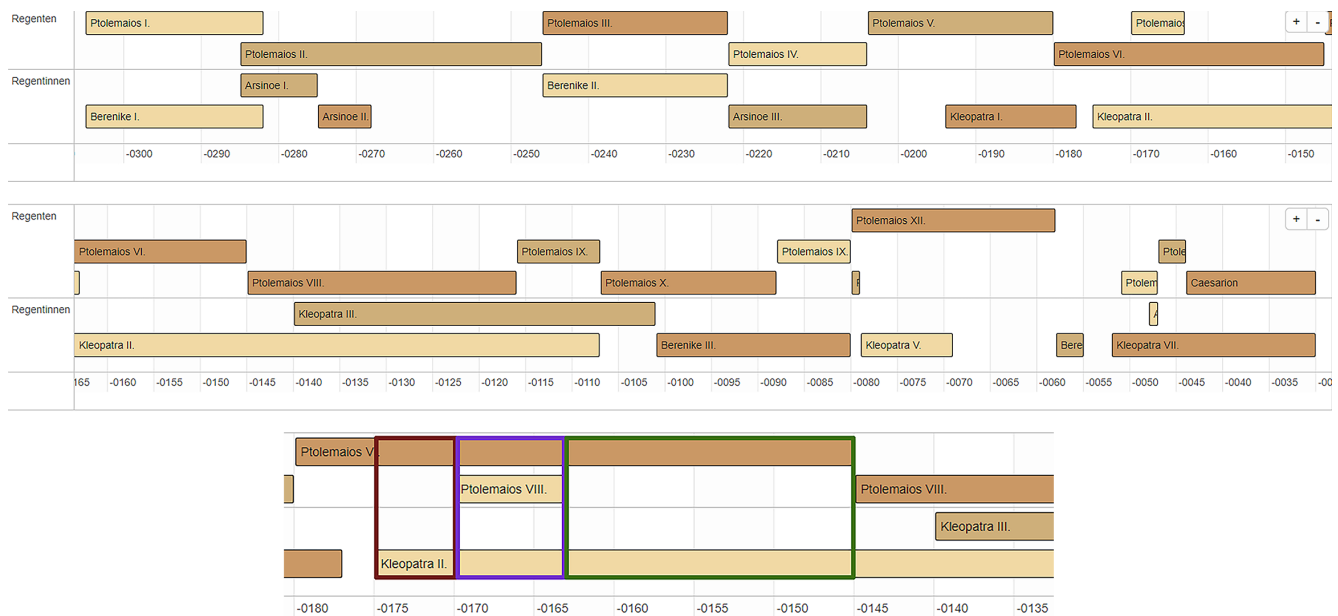 Regenten
Ptolemaios I.
Ptolemaios III.
Ptolemaios V.
Ptolemaios
+ -
Ptolemaios II.
Ptolemaios IV.
Ptolemaios VI.
Regentinnen
Arsinoe I.
Berenike II.
Berenike I.
Arsinoe II.
Arsinoe III.
Kleopatra I.
Kleopatra II.
-0300 -0290 -0280 -0270 -0260 -0250 -0240 -0230 -0220 -0210 -0200 -0190 -0180 -0170 -0160 -0150
Regenten
Ptolemaios XII.
+ -
Ptolemaios VI.
Ptolemaios IX.
Ptolemaios IX.
Ptole
Ptolemaios VIII.
Ptolemaios X.
Ptolem
Caesarion
Regentinnen
Kleopatra III.
Kleopatra II.
Berenike III.
Kleopatra V.
Bere
Kleopatra VII.
165 -0160 -0155 -0150 -0145 -0140 -0135 -0130 -0125 -0120 -0115 -0110 -0105 -0100 -0095 -0090 -0085 -0080 -0075 -0070 -0065 -0060 -0055 -0050 -0045 -0040 -0035 -00
Ptolemaios V
Ptolemaios VIII.
Ptolemaios VIII.
Kleopatra III.
Kleopatra II.
-0180 -0175 -0170 -0165 -0160 -0155 -0150 -0145 -0140 -0135